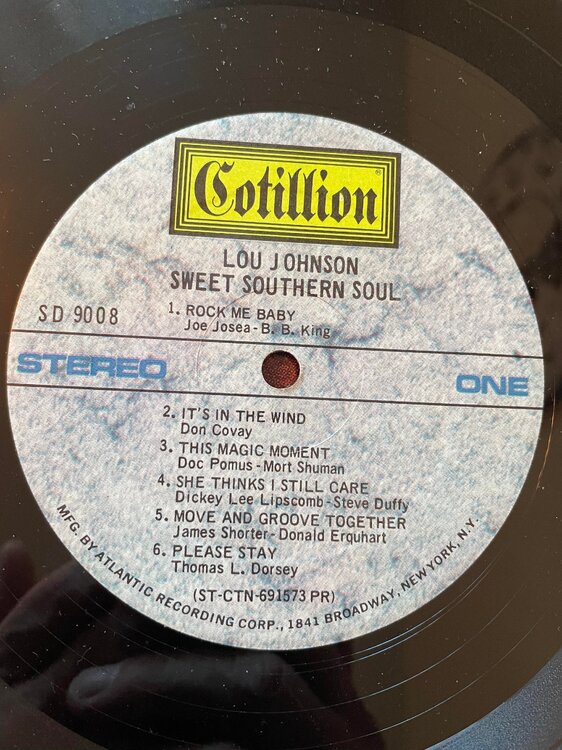 Cotillion®
LOU JOHNSON
SWEET SOUTHERN SOUL
SD 9008
1. ROCK ME BABY
Joe Josea - B. B. King
STEREO
ONE
2. IT'S IN THE WIND
Don Covay
3. THIS MAGIC MOMENT
Doc Pomus - Mort Shuman
4. SHE THINKS I STILL CARE
Dickey Lee Lipscomb - Steve Duffy
5. MOVE AND GROOVE TOGETHER
James Shorter - Donald Erquhart
6. PLEASE STAY
Thomas L. Dorsey
(ST-CTN-691573 PR)
MFG. BY ATLANTIC RECORDING CORP., 1841 BROADWAY, NEW YORK, N.Y.